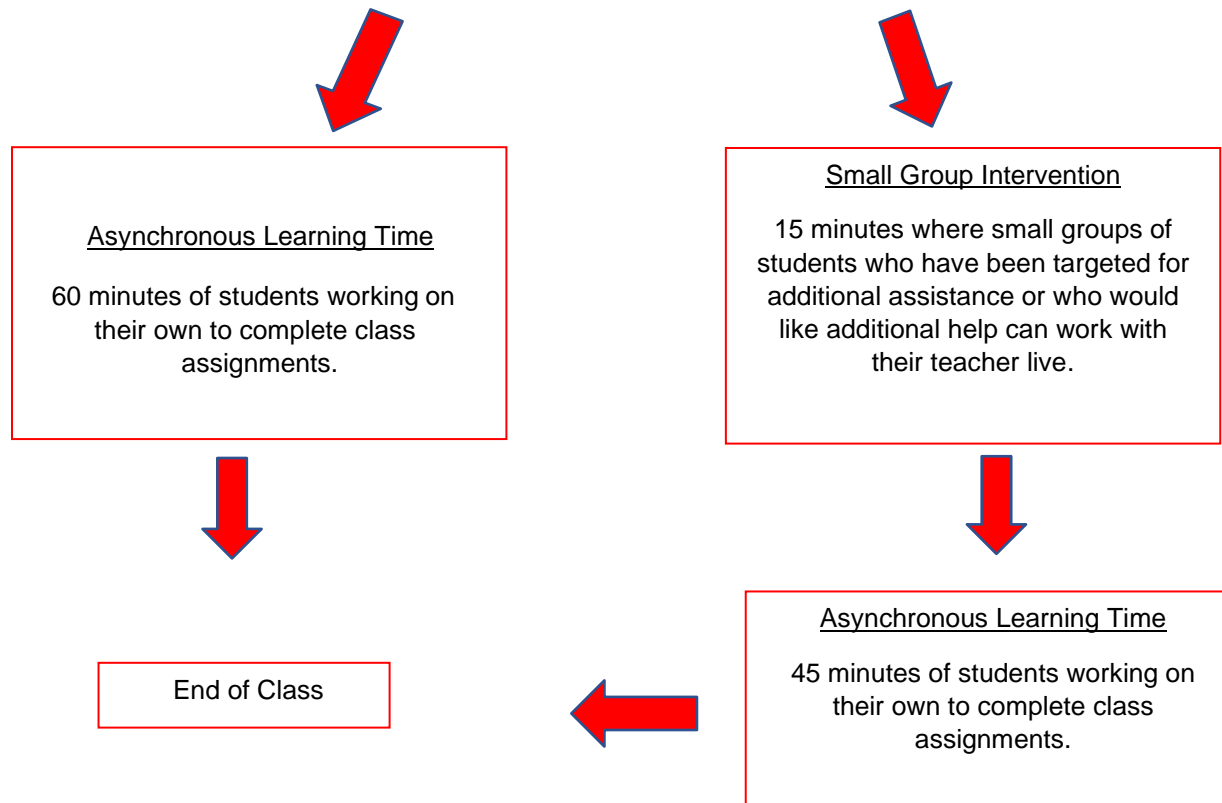 Asynchronous Learning Time
60 minutes of students working on
their own to complete class
assignments.
Small Group Intervention
15 minutes where small groups of
students who have been targeted for
additional assistance or who would
like additional help can work with
their teacher live.
Asynchronous Learning Time
45 minutes of students working on
their own to complete class
assignments.
End of Class